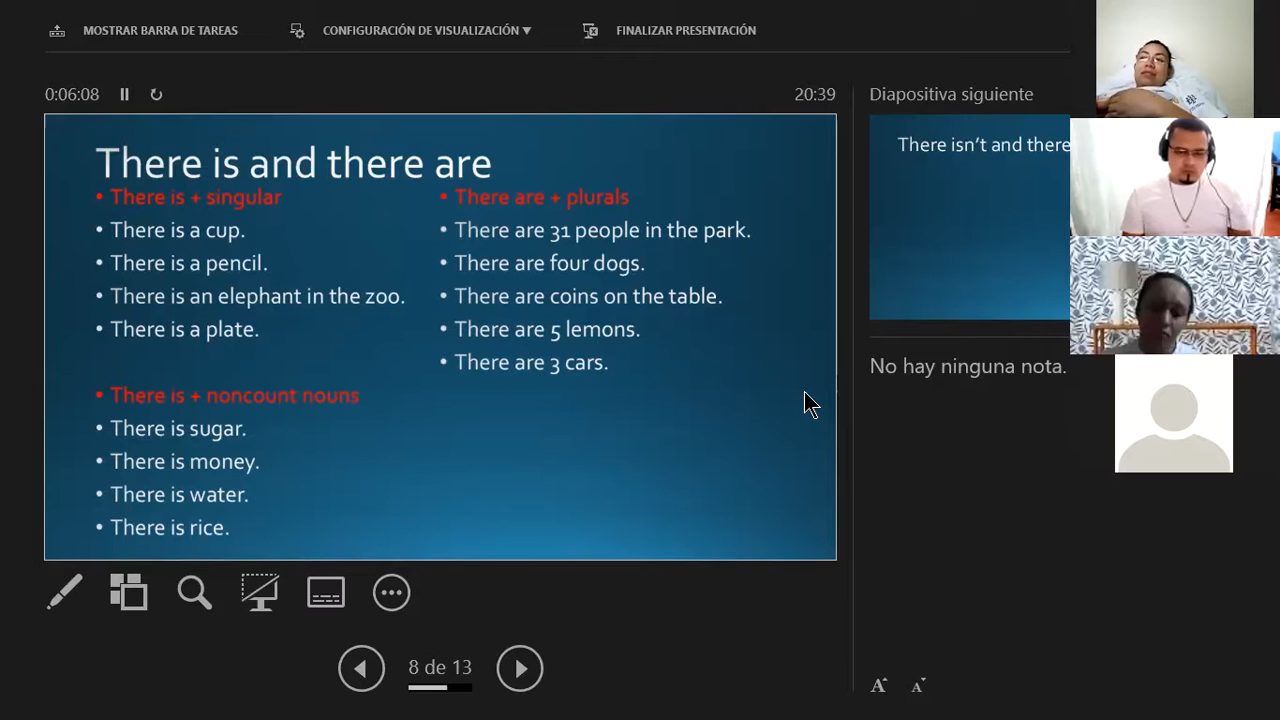 MOSTRAR BARRA DE TAREAS
CONFIGURACIÓN DE VISUALIZACIÓN ▼
FINALIZAR PRESENTACIÓN
0:06:08
20:39
Diapositiva siguiente
There is and there are
• There is + singular
• There is a cup.
• There is a pencil.
• There is an elephant in the zoo.
• There is a plate.
• There is + noncount nouns
• There is sugar.
• There is money.
• There is water.
• There is rice.
• There are + plurals
• There are 31 people in the park.
• There are four dogs.
• There are coins on the table.
• There are 5 lemons.
• There are 3 cars.
There isn't and there
No hay ninguna nota.
8 de 13
A A